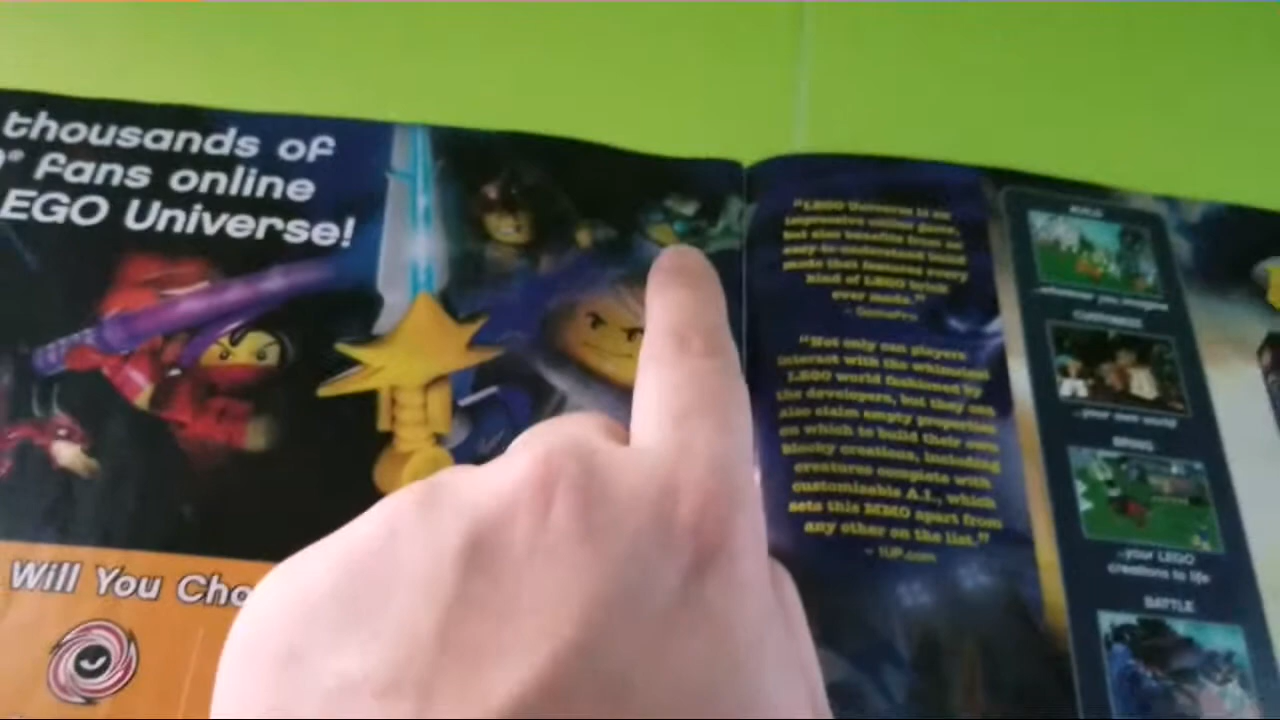 thousands of
fans online
EGO Universe!
Will You Cho
"LEGO Universe is an
impressive online game,
but also benefits from an
easy to understand build
mode that features every
kind of LEGO brick
ever made."
- GamePro
"Not only can players
interact with the whimsical
LEGO world fashioned by
the developers, but they can
also claim empty properties
on which to build their own
blocky creations, including
creatures complete with
customizable A.I., which
sets this MMO apart from
any other on the list."
- 1UP.com
BUILD
CUSTOMIZE
...your own world
BRING
...your LEGO
creations to life
BATTLE